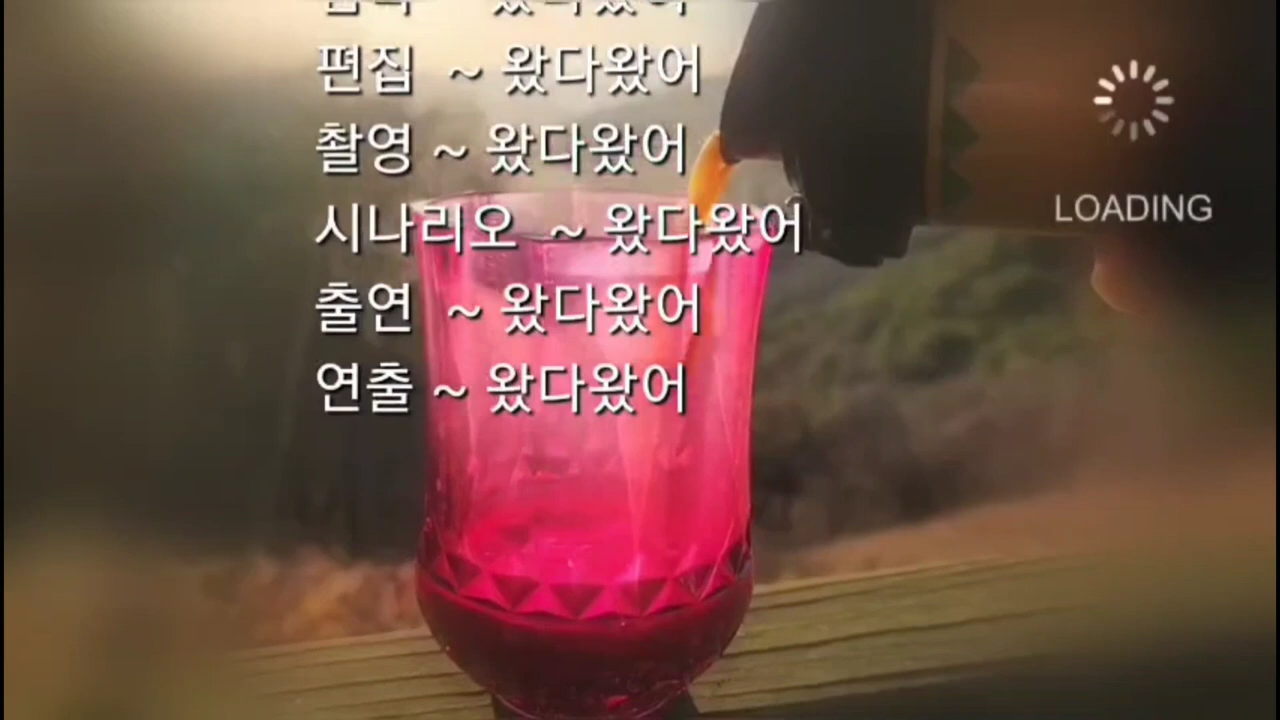 편집 ~ 왔다왔어
촬영 ~ 왔다왔어
LOADING
시나리오 ~ 왔다왔어
출연 ~ 왔다왔어
연출 ~ 왔다왔어